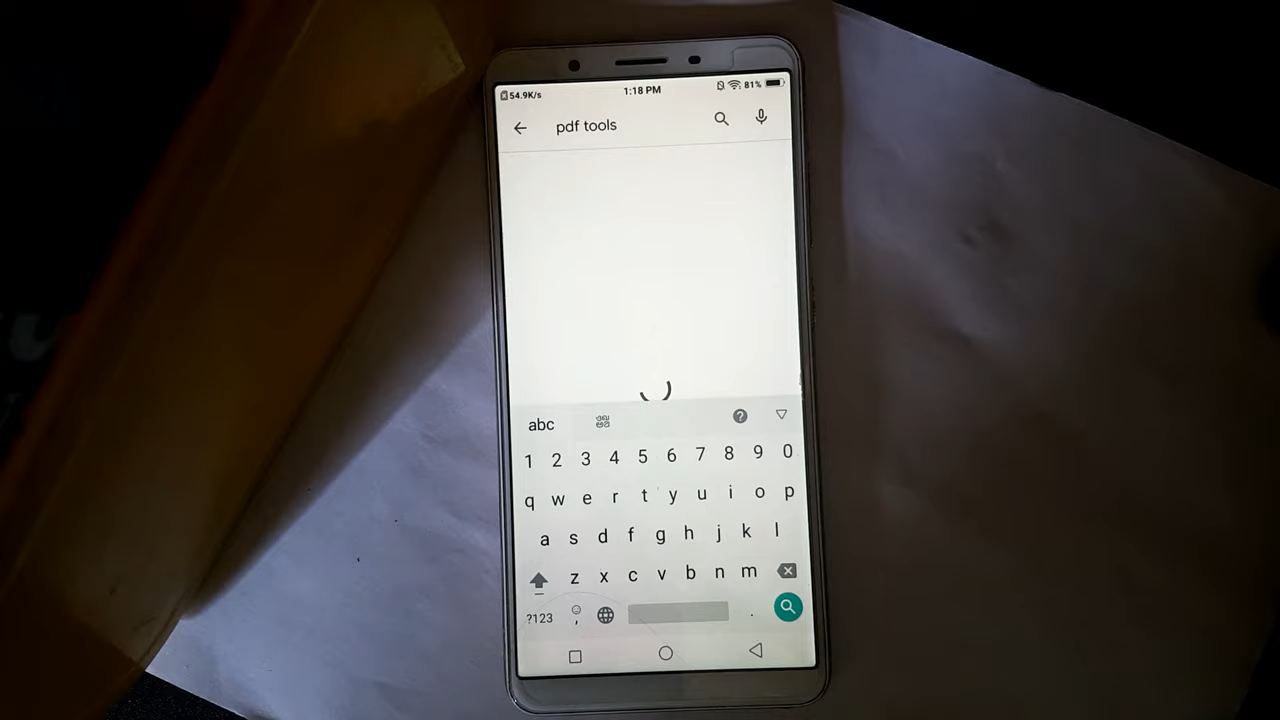 54.9K/s 1:18 PM 81%
pdf tools
abc
1 2 3 4 5 6 7 8 9 0
q w e r t y u i o p
a s d f g h j k l
z x c v b n m
?123 , .